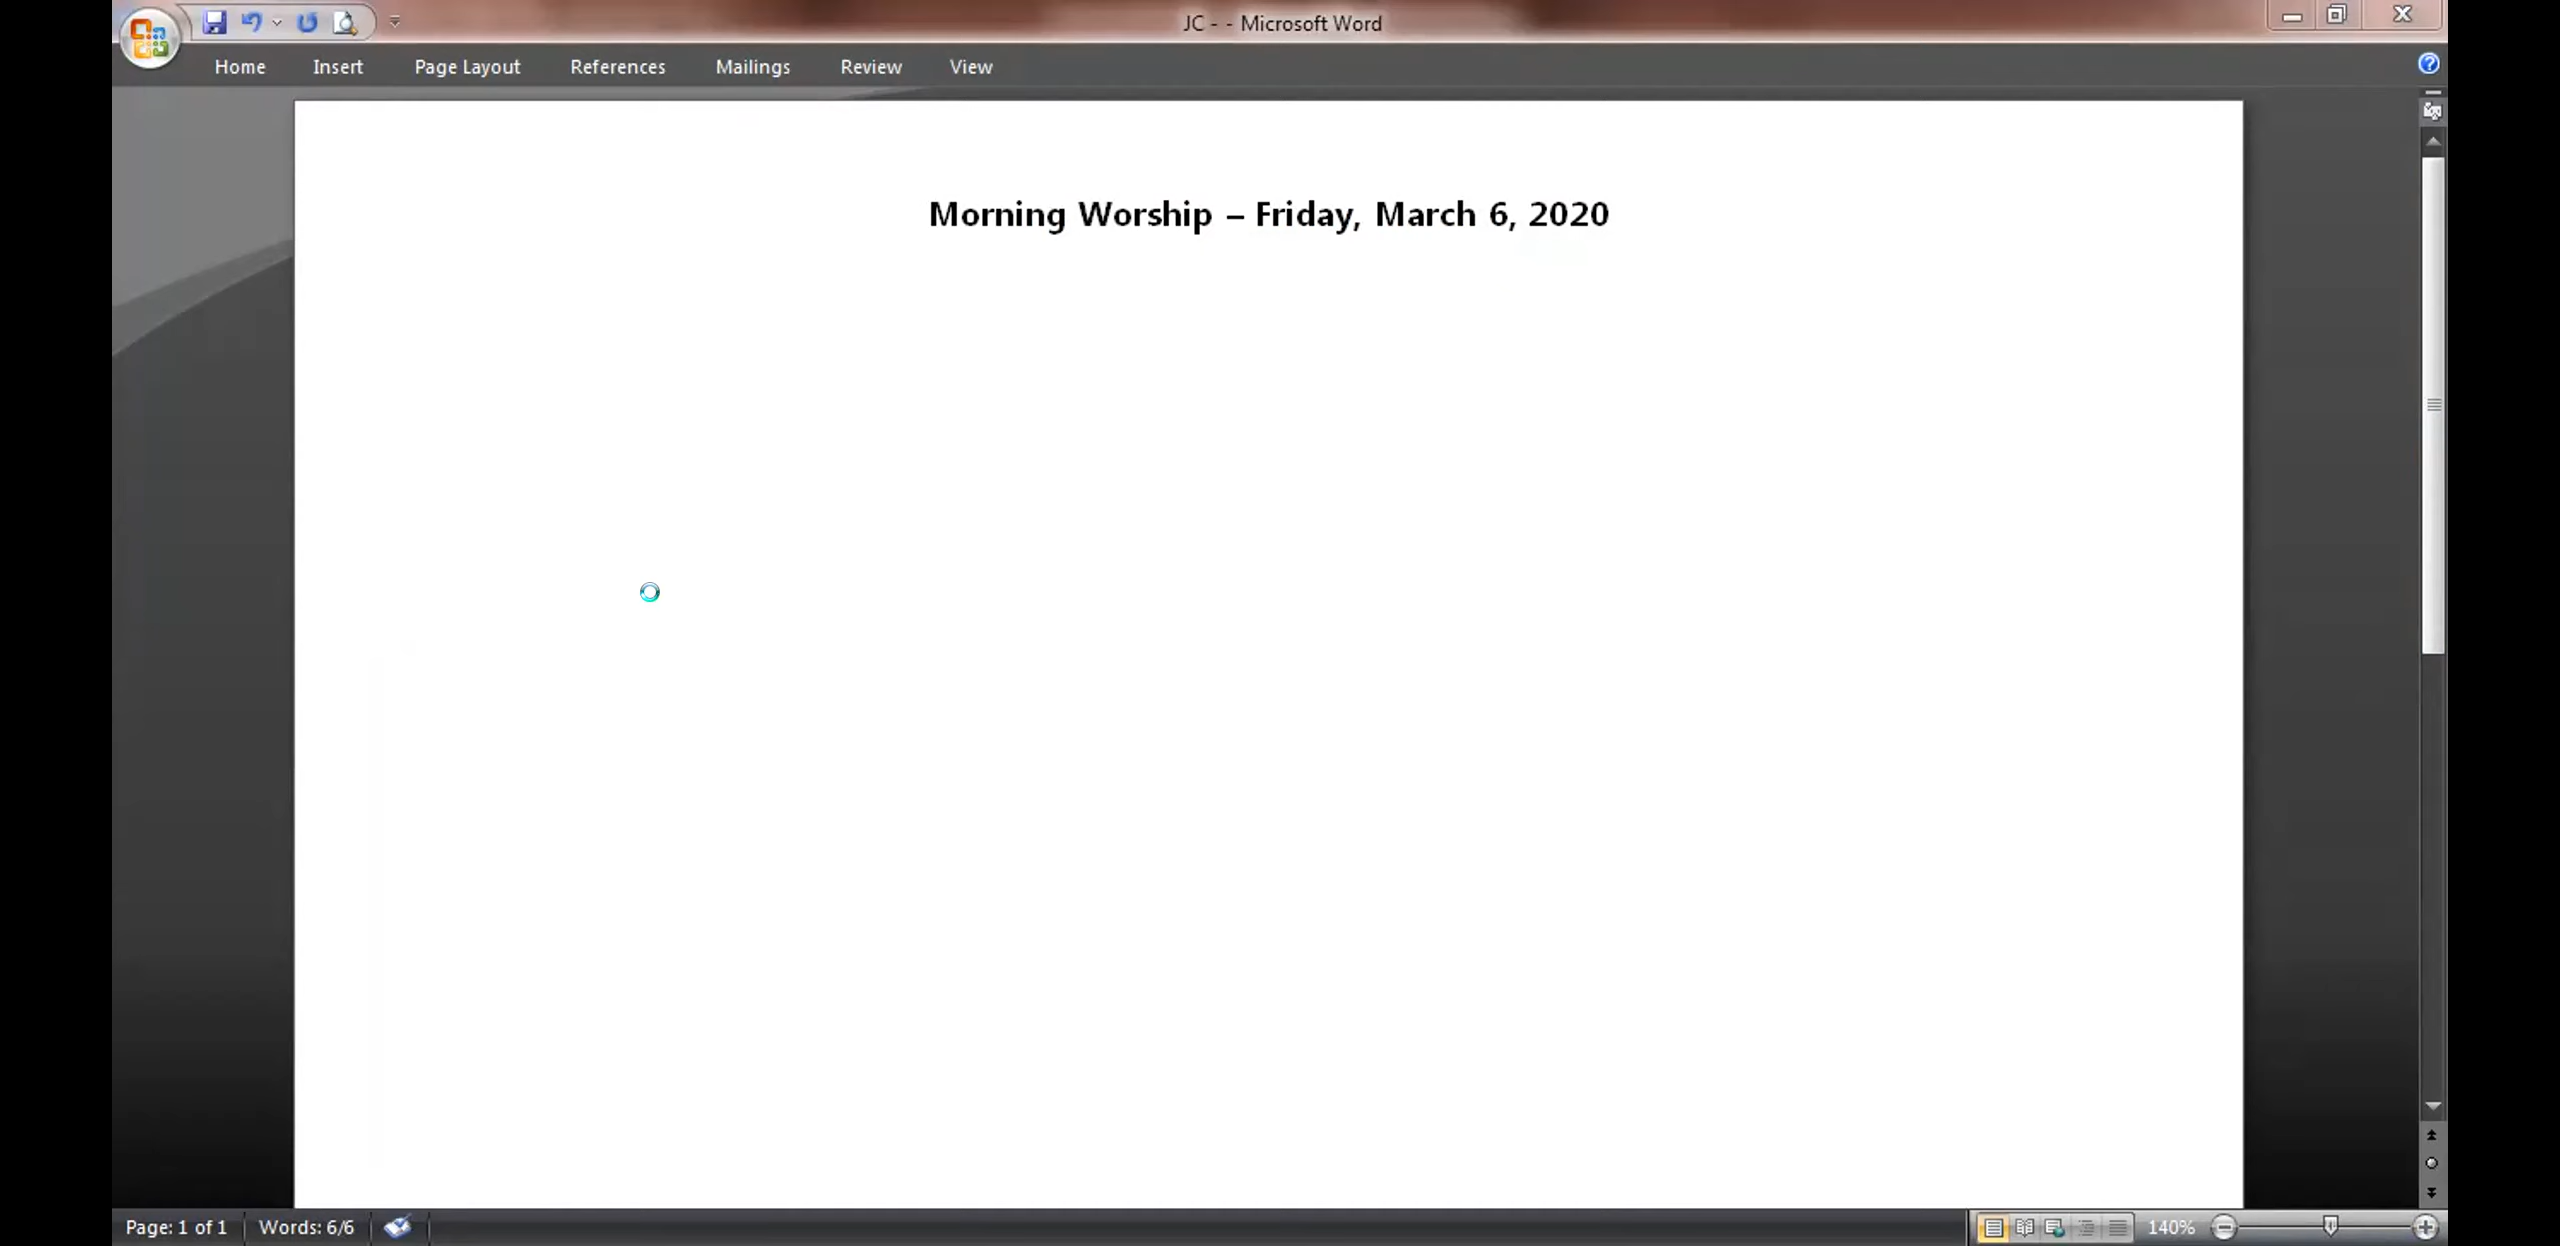 JC - - Microsoft Word
Home Insert Page Layout References Mailings Review View
Morning Worship – Friday, March 6, 2020
Page: 1 of 1 Words: 6/6 140%